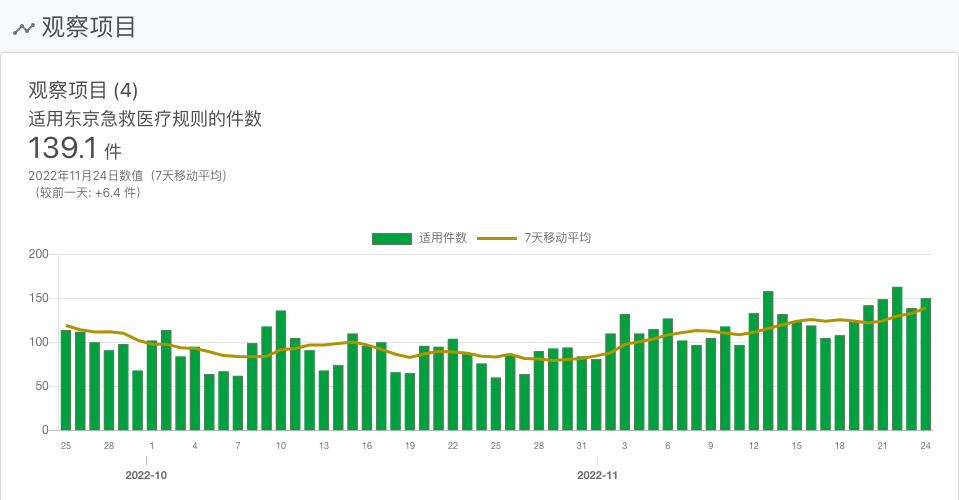 观察项目
观察项目 (4)
适用东京急救医疗规则的件数
139.1 件
2022年11月24日数值（7天移动平均）
（较前一天: +6.4 件）
适用件数 7天移动平均
200
150
100
50
0
25 28 1 4 7 10 13 16 19 22 25 28 31 3 6 9 12 15 18 21 24
2022-10 2022-11